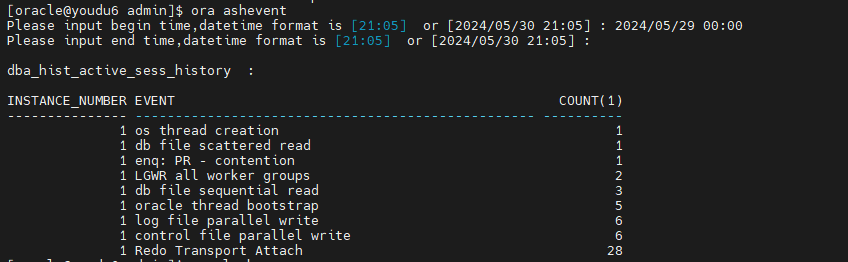 [oracle@youdu6 admin]$ ora ashevent
Please input begin time,datetime format is [21:05]  or [2024/05/30 21:05] : 2024/05/29 00:00
Please input end time,datetime format is [21:05]  or [2024/05/30 21:05] :
dba_hist_active_sess_history  :
INSTANCE_NUMBER EVENT                                              COUNT(1)
--------------- -------------------------------------------------- ----------
1 os thread creation                                          1
1 db file scattered read                                      1
1 enq: PR - contention                                        1
1 LGWR all worker groups                                      2
1 db file sequential read                                     3
1 oracle thread bootstrap                                     5
1 log file parallel write                                     6
1 control file parallel write                                 6
1 Redo Transport Attach                                      28